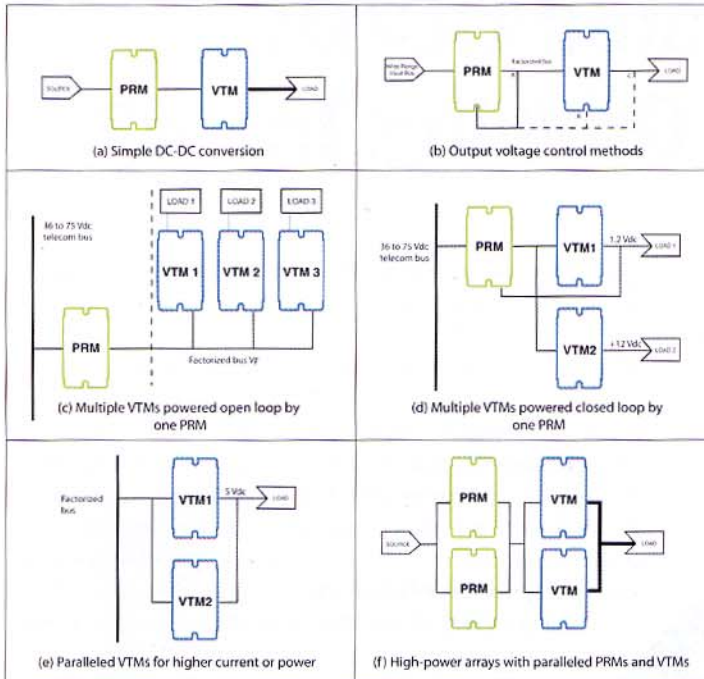 SOURCE
PRM
VTM
LOAD
(a) Simple DC-DC conversion
Wide Range
Input Bus
PRM
Factorized bus
VTM
LOAD
(b) Output voltage control methods
36 to 75 Vdc
telecom bus
LOAD 1
LOAD 2
LOAD 3
VTM 1
VTM 2
VTM 3
PRM
Factorized bus Vf
(c) Multiple VTMs powered open loop by
one PRM
36 to 75 Vdc
telecom bus
PRM
VTM1
1.2 Vdc
LOAD 1
VTM2
+12 Vdc
LOAD 2
(d) Multiple VTMs powered closed loop by
one PRM
Factorized
bus
VTM1
5 Vdc
LOAD
VTM2
(e) Paralleled VTMs for higher current or power
SOURCE
PRM
VTM
LOAD
PRM
VTM
(f) High-power arrays with paralleled PRMs and VTMs